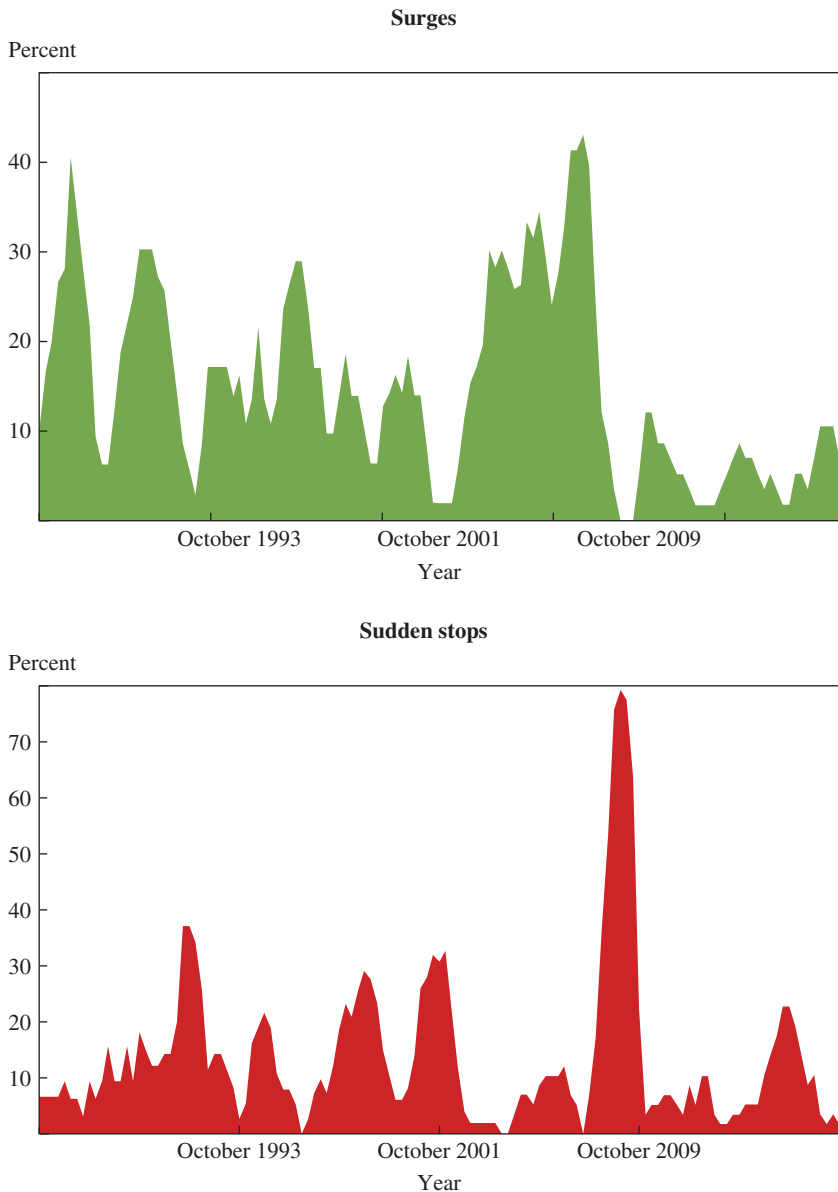 Surges
Percent
40
30
20
10
October 1993 October 2001 October 2009
Year
Sudden stops
Percent
70
60
50
40
30
20
10
October 1993 October 2001 October 2009
Year